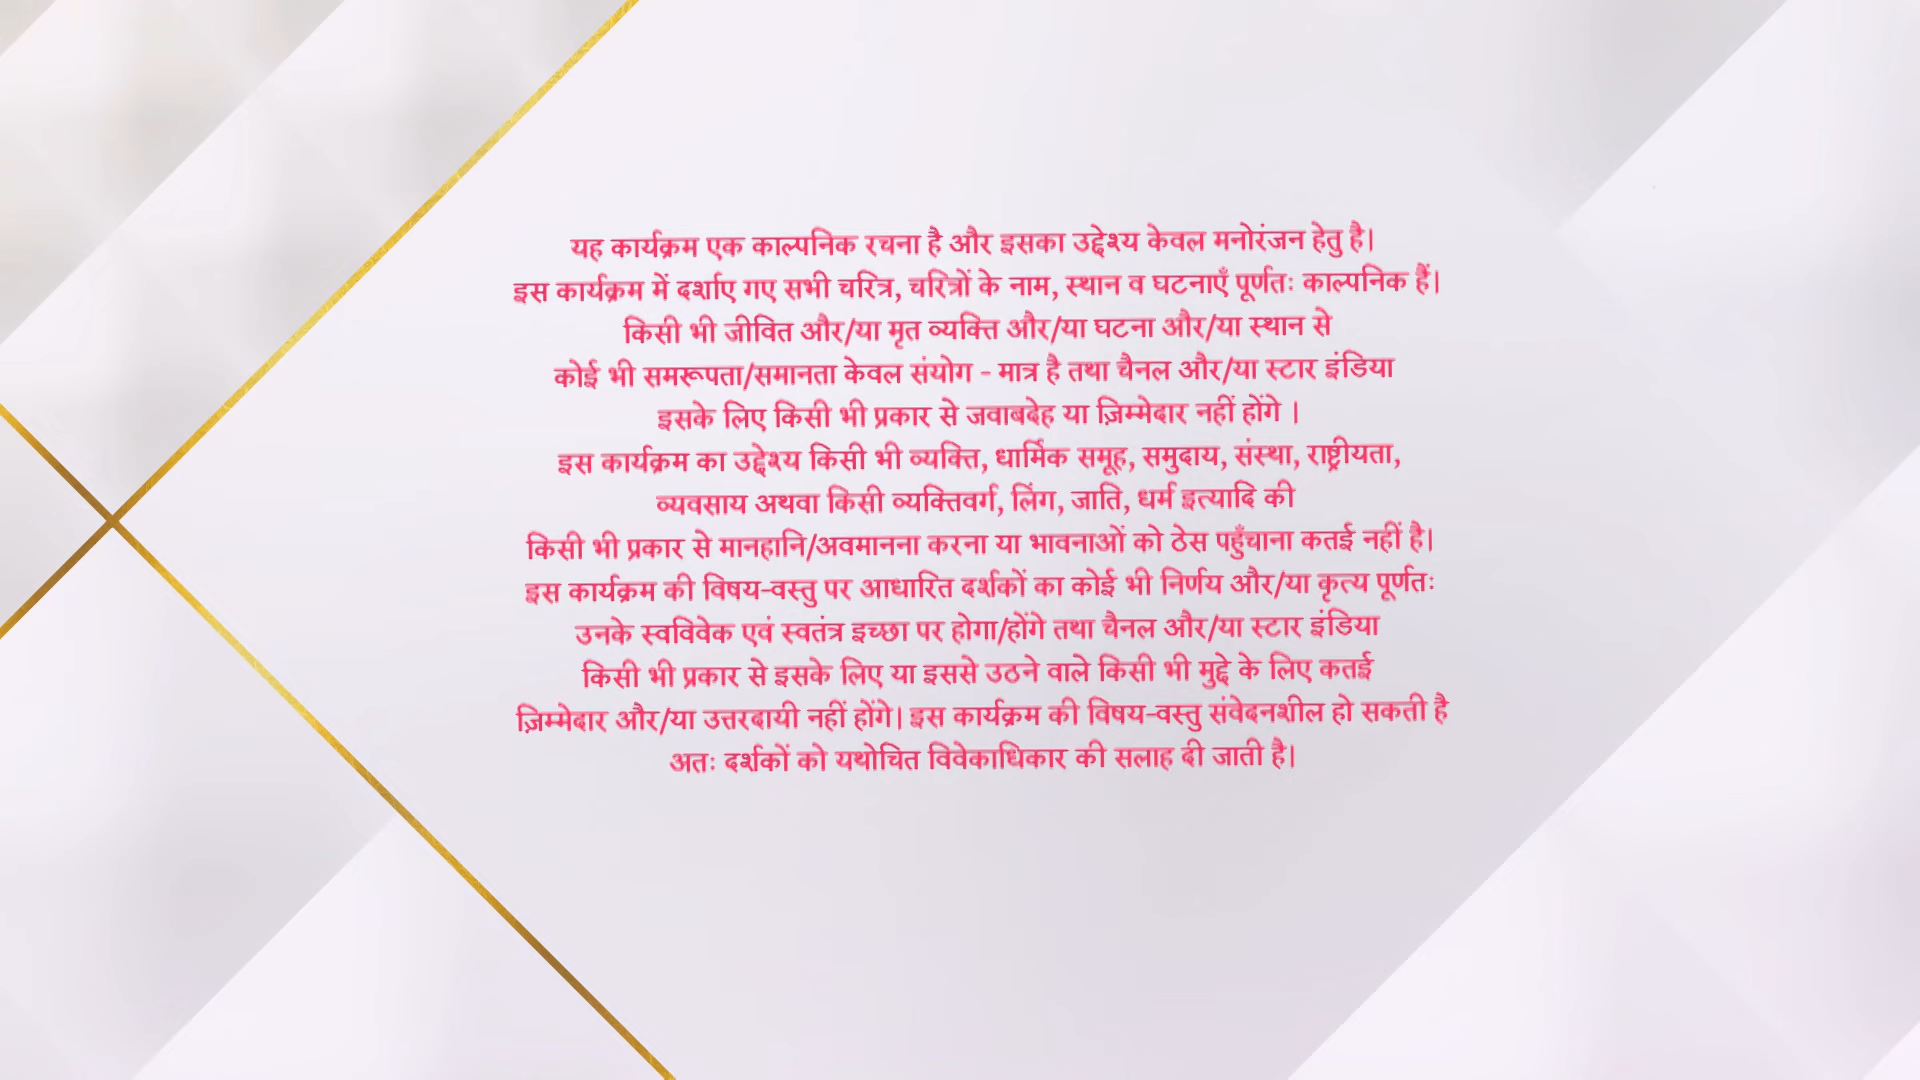 यह कार्यक्रम एक काल्पनिक रचना है और इसका उद्देश्य केवल मनोरंजन हेतु है।
इस कार्यक्रम में दर्शाए गए सभी चरित्र, चरित्रों के नाम, स्थान व घटनाएँ पूर्णतः काल्पनिक हैं।
किसी भी जीवित और/या मृत व्यक्ति और/या घटना और/या स्थान से
कोई भी समरूपता/समानता केवल संयोग - मात्र है तथा चैनल और/या स्टार इंडिया
इसके लिए किसी भी प्रकार से जवाबदेह या ज़िम्मेदार नहीं होंगे ।
इस कार्यक्रम का उद्देश्य किसी भी व्यक्ति, धार्मिक समूह, समुदाय, संस्था, राष्ट्रीयता,
व्यवसाय अथवा किसी व्यक्तिवर्ग, लिंग, जाति, धर्म इत्यादि की
किसी भी प्रकार से मानहानि/अवमानना करना या भावनाओं को ठेस पहुँचाना कतई नहीं है।
इस कार्यक्रम की विषय-वस्तु पर आधारित दर्शकों का कोई भी निर्णय और/या कृत्य पूर्णतः
उनके स्वविवेक एवं स्वतंत्र इच्छा पर होगा/होंगे तथा चैनल और/या स्टार इंडिया
किसी भी प्रकार से इसके लिए या इससे उठने वाले किसी भी मुद्दे के लिए कतई
ज़िम्मेदार और/या उत्तरदायी नहीं होंगे। इस कार्यक्रम की विषय-वस्तु संवेदनशील हो सकती है
अतः दर्शकों को यथोचित विवेकाधिकार की सलाह दी जाती है।